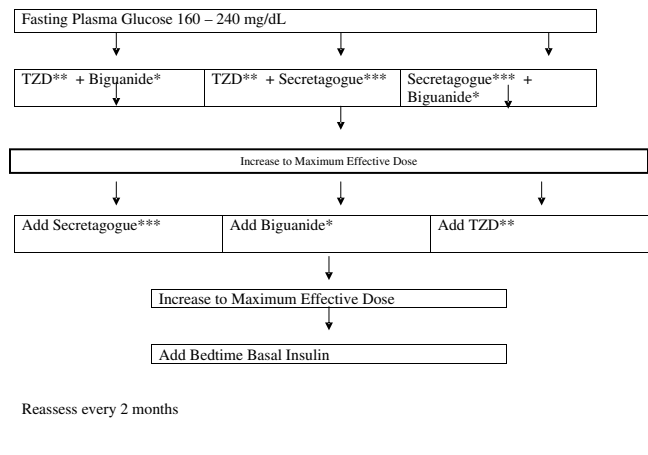 Fasting Plasma Glucose 160 – 240 mg/dL
TZD** + Biguanide*
TZD** + Secretagogue***
Secretagogue*** +
Biguanide*
Increase to Maximum Effective Dose
Add Secretagogue***
Add Biguanide*
Add TZD**
Increase to Maximum Effective Dose
Add Bedtime Basal Insulin
Reassess every 2 months